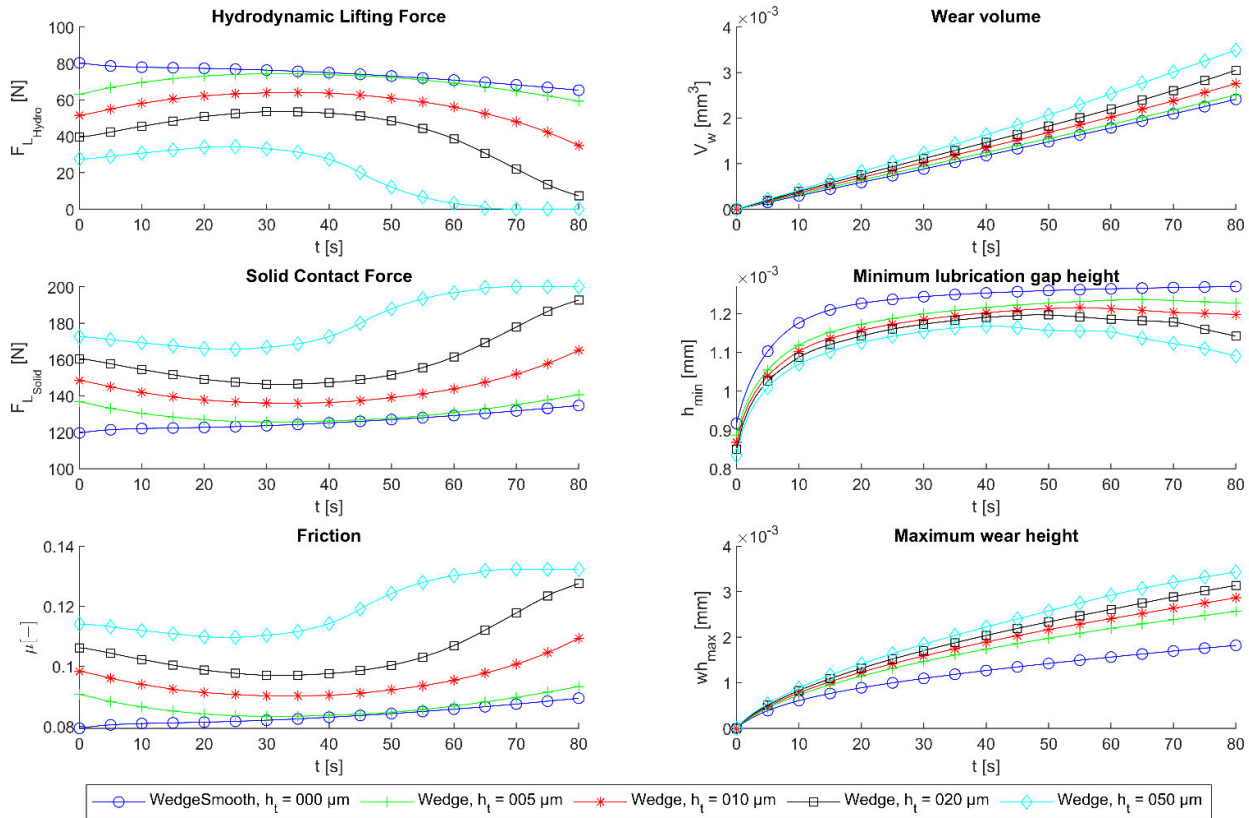 Hydrodynamic Lifting Force
100
80
60
40
20
0
F_L_Hydro [N]
0 10 20 30 40 50 60 70 80
t [s]
Wear volume
×10⁻³
4
3
2
1
0
V_w [mm³]
0 10 20 30 40 50 60 70 80
t [s]
Solid Contact Force
200
180
160
140
120
100
F_L_Solid [N]
0 10 20 30 40 50 60 70 80
t [s]
Minimum lubrication gap height
×10⁻³
1.2
1.1
1
0.9
0.8
h_min [mm]
0 10 20 30 40 50 60 70 80
t [s]
Friction
0.14
0.12
0.1
0.08
μ[−]
0 10 20 30 40 50 60 70 80
t [s]
Maximum wear height
×10⁻³
4
3
2
1
0
wh_max [mm]
0 10 20 30 40 50 60 70 80
t [s]
WedgeSmooth, h_t = 000 μm
Wedge, h_t = 005 μm
Wedge, h_t = 010 μm
Wedge, h_t = 020 μm
Wedge, h_t = 050 μm